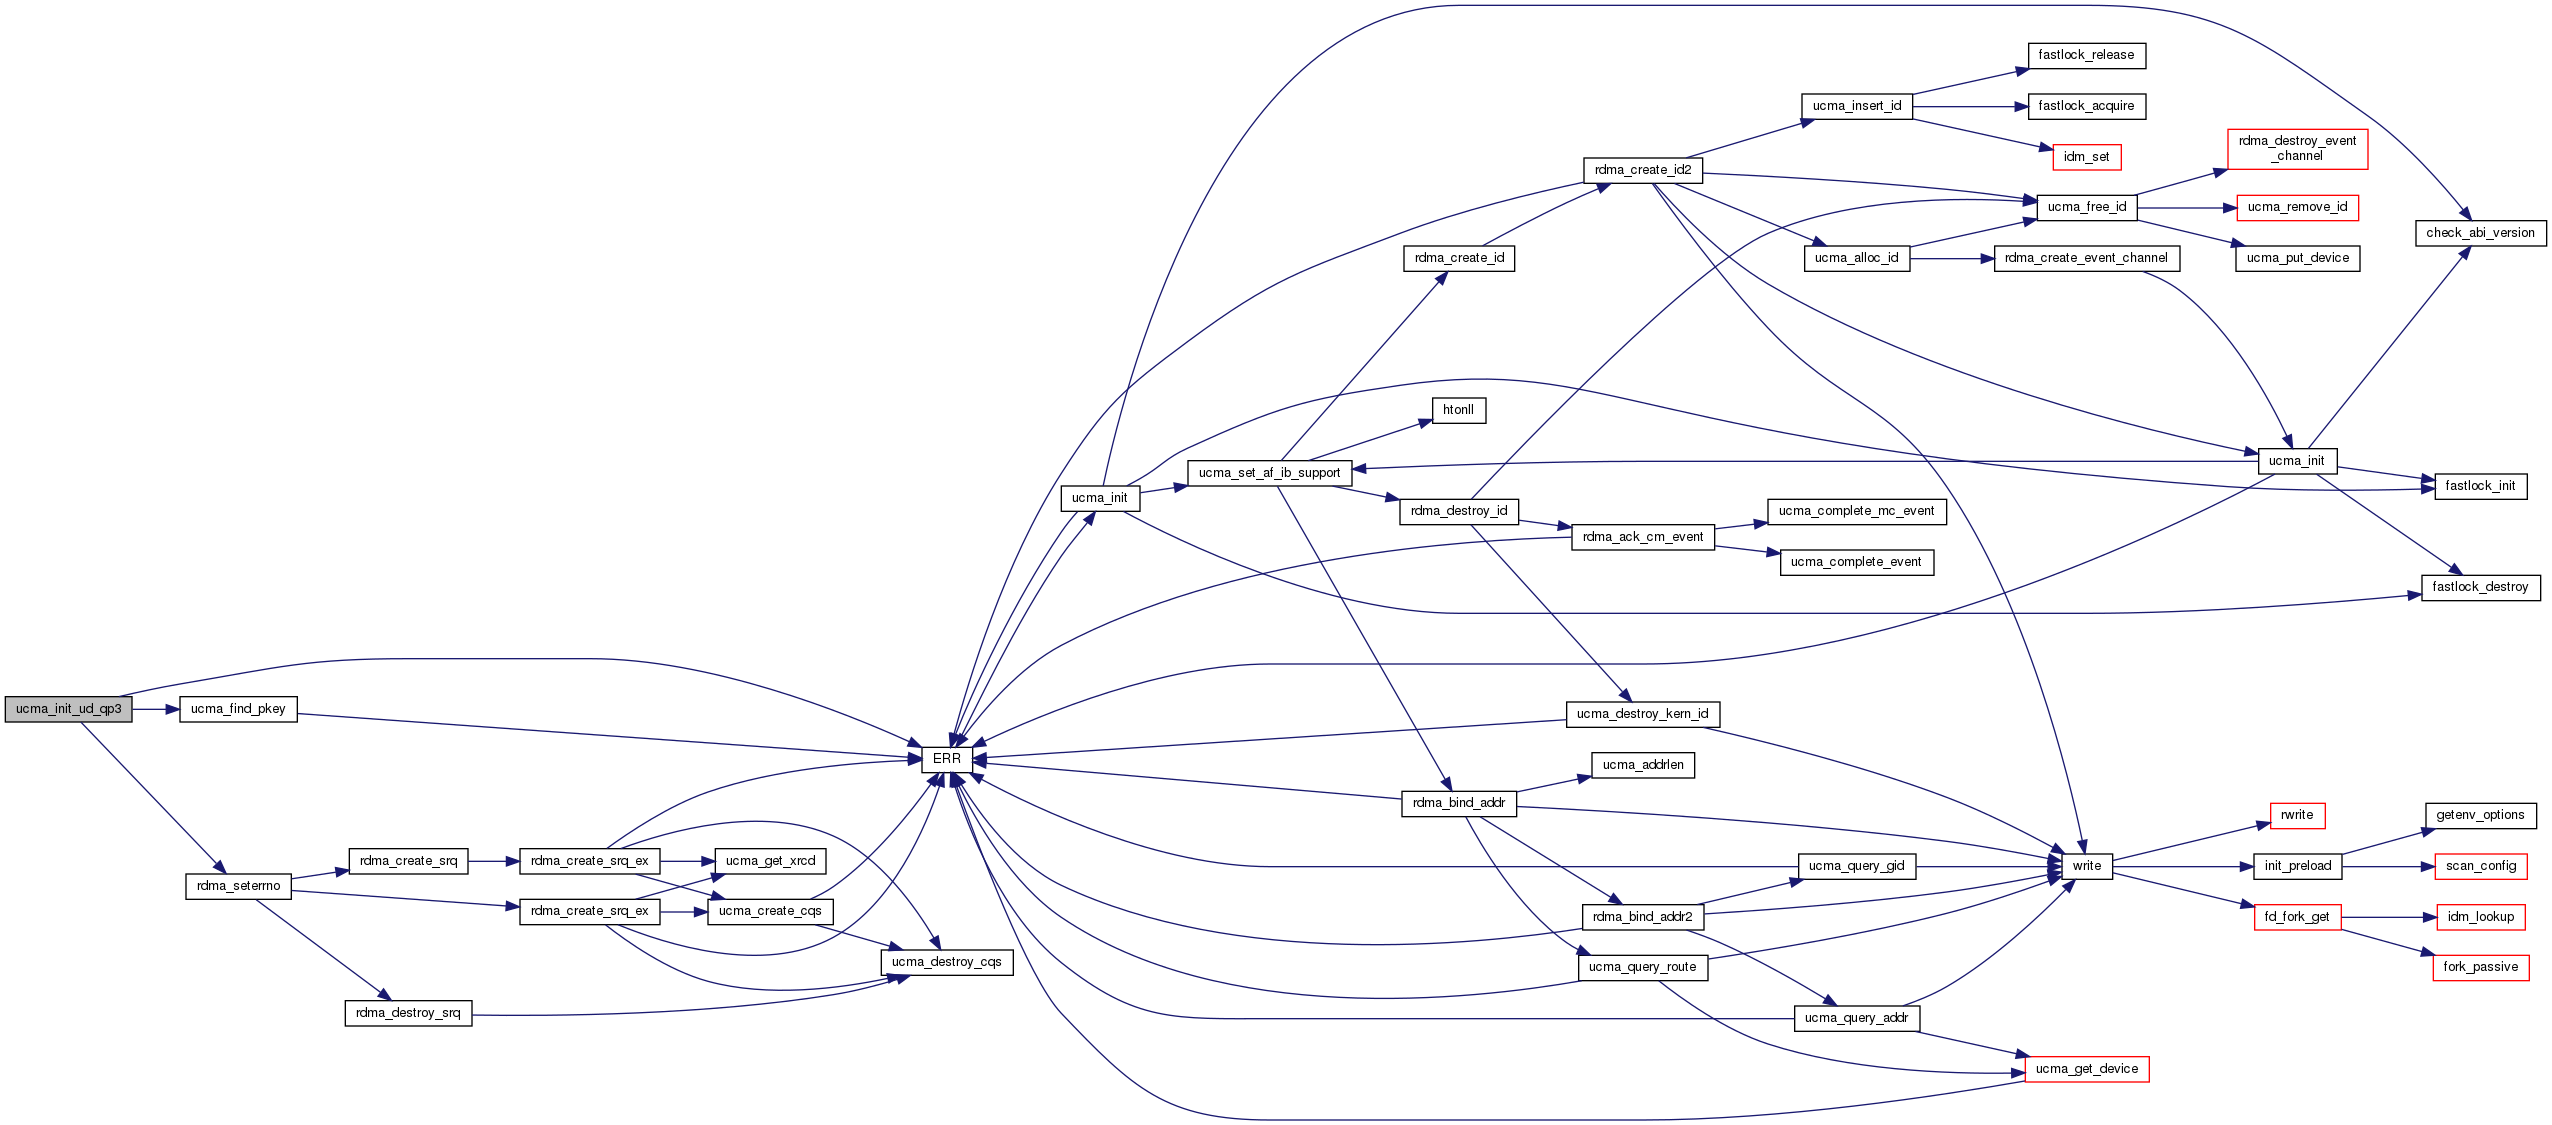 ucma_init_ud_qp3
ucma_find_pkey
rdma_seterrno
rdma_create_srq
rdma_destroy_srq
rdma_create_srq_ex
rdma_create_srq_ex
ucma_get_xrcd
ucma_create_cqs
ucma_destroy_cqs
ERR
ucma_init
ucma_set_af_ib_support
rdma_create_id
htonll
rdma_destroy_id
rdma_bind_addr
rdma_create_id2
rdma_ack_cm_event
ucma_destroy_kern_id
ucma_addrlen
rdma_bind_addr2
ucma_query_route
ucma_insert_id
ucma_alloc_id
ucma_complete_mc_event
ucma_complete_event
ucma_query_gid
ucma_query_addr
fastlock_release
fastlock_acquire
idm_set
ucma_free_id
rdma_create_event_channel
write
ucma_get_device
rdma_destroy_event
_channel
ucma_remove_id
ucma_put_device
ucma_init
rwrite
init_preload
fd_fork_get
check_abi_version
fastlock_init
fastlock_destroy
getenv_options
scan_config
idm_lookup
fork_passive